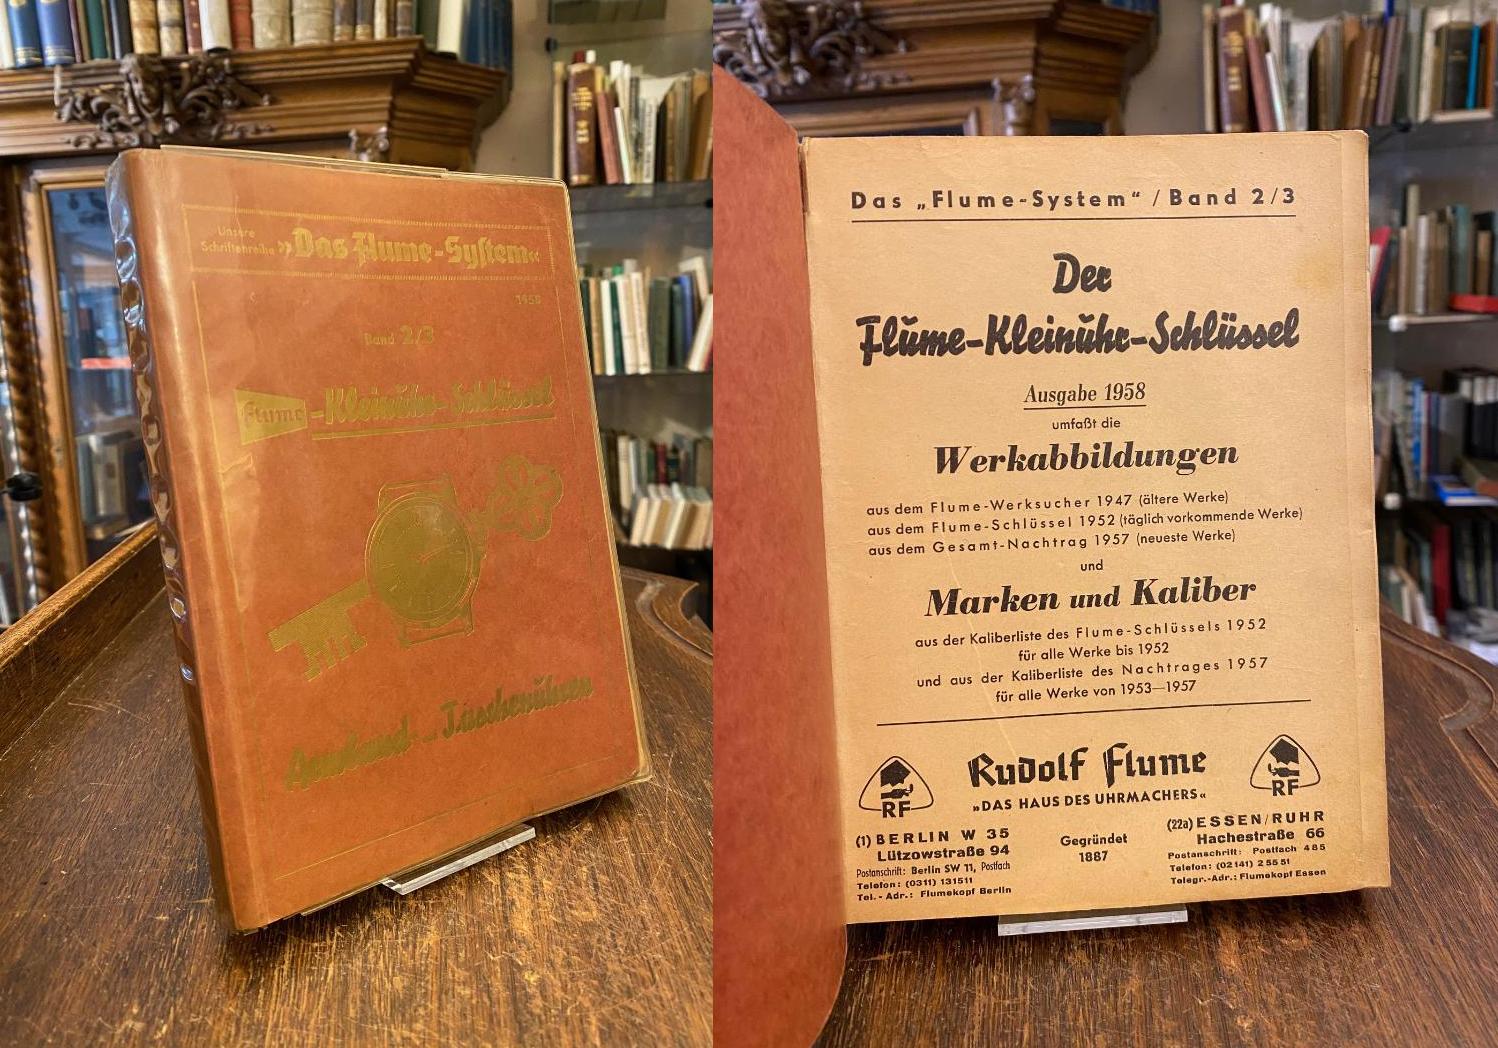 Unsere
Schriftenreihe »Das Flume-System«
1958
Band 2/3
Flume-Kleinuhr-Schlüssel
Armband- u. Taschenuhren
Das „Flume-System“ / Band 2/3
Der
Flume-Kleinuhr-Schlüssel
Ausgabe 1958
umfaßt die
Werkabbildungen
aus dem Flume-Werksucher 1947 (ältere Werke)
aus dem Flume-Schlüssel 1952 (täglich vorkommende Werke)
aus dem Gesamt-Nachtrag 1957 (neueste Werke)
und
Marken und Kaliber
aus der Kaliberliste des Flume-Schlüssels 1952
für alle Werke bis 1952
und aus der Kaliberliste des Nachtrages 1957
für alle Werke von 1953—1957
Rudolf Flume
„DAS HAUS DES UHRMACHERS“
RF
RF
(1) BERLIN W 35
Lützowstraße 94
Postanschrift: Berlin SW 11, Postfach
Telefon: (0311) 131511
Tel.-Adr.: Flumekopf Berlin
Gegründet
1887
(22a) ESSEN/RUHR
Hachestraße 66
Postanschrift: Postfach 485
Telefon: (02141) 25551
Telegr.-Adr.: Flumekopf Essen